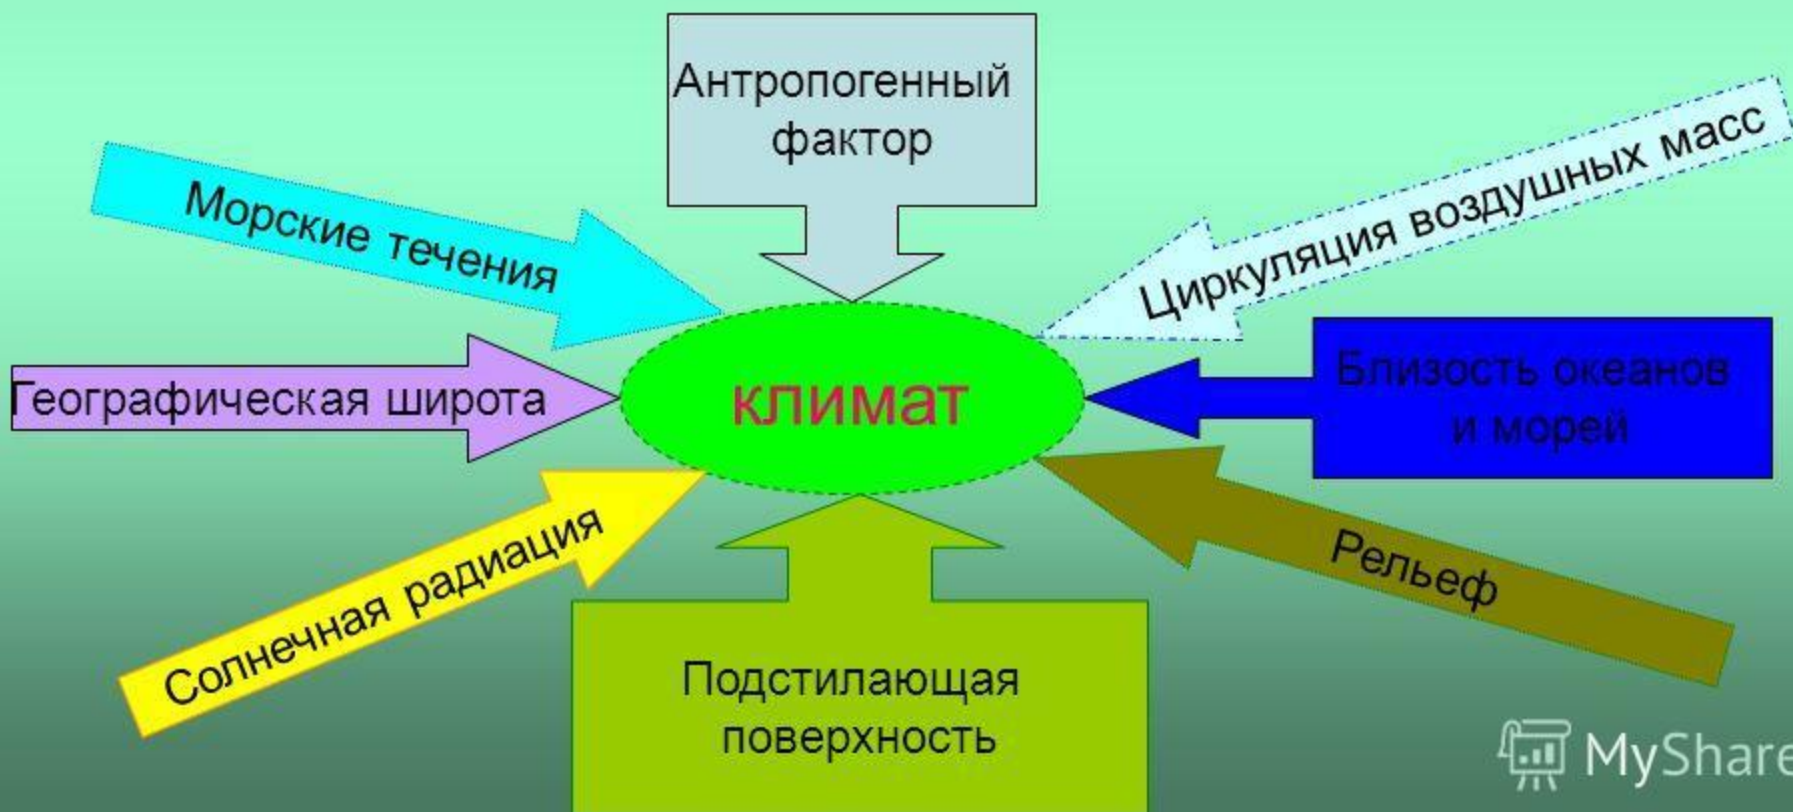 Антропогенный
фактор
Морские течения
Циркуляция воздушных масс
Географическая широта
климат
Близость океанов
и морей
Солнечная радиация
Рельеф
Подстилающая
поверхность
MyShare